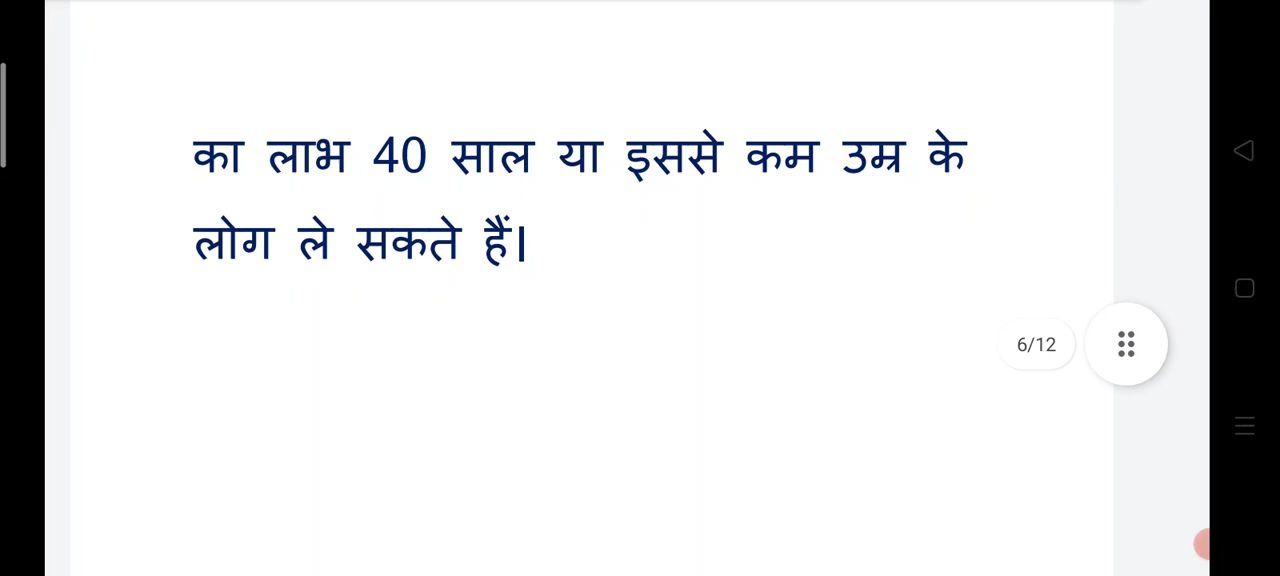 का लाभ 40 साल या इससे कम उम्र के
लोग ले सकते हैं।
6/12